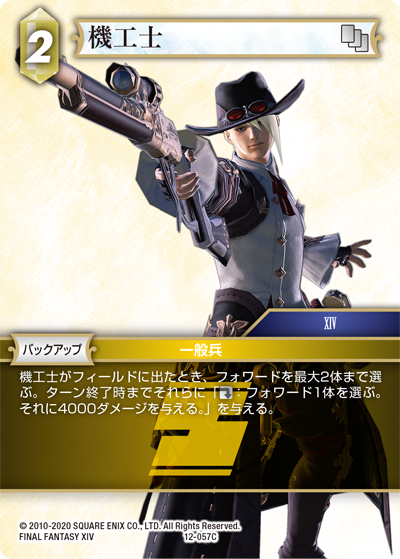 2
機工士
XIV
バックアップ
一般兵
機工士がフィールドに出たとき、フォワードを最大2体まで選
ぶ。ターン終了時までそれらに「:フォワード1体を選ぶ。
それに4000ダメージを与える。」を与える。
© 2010-2020 SQUARE ENIX CO., LTD. All Rights Reserved.
FINAL FANTASY XIV
12-057C